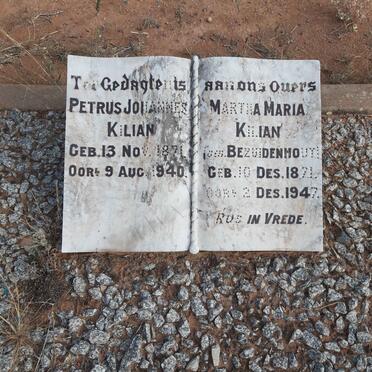 Ter Gedagtenis
Petrus Johannes
Kilian
Geb. 13 Nov. 1871
Oorl 9 Aug. 1940.
aan ons Ouers
Martha Maria
Kilian
Bezuidenhout)
Geb. 10 Des. 1871.
Oorl 2 Des. 1947.
Rus in Vrede.